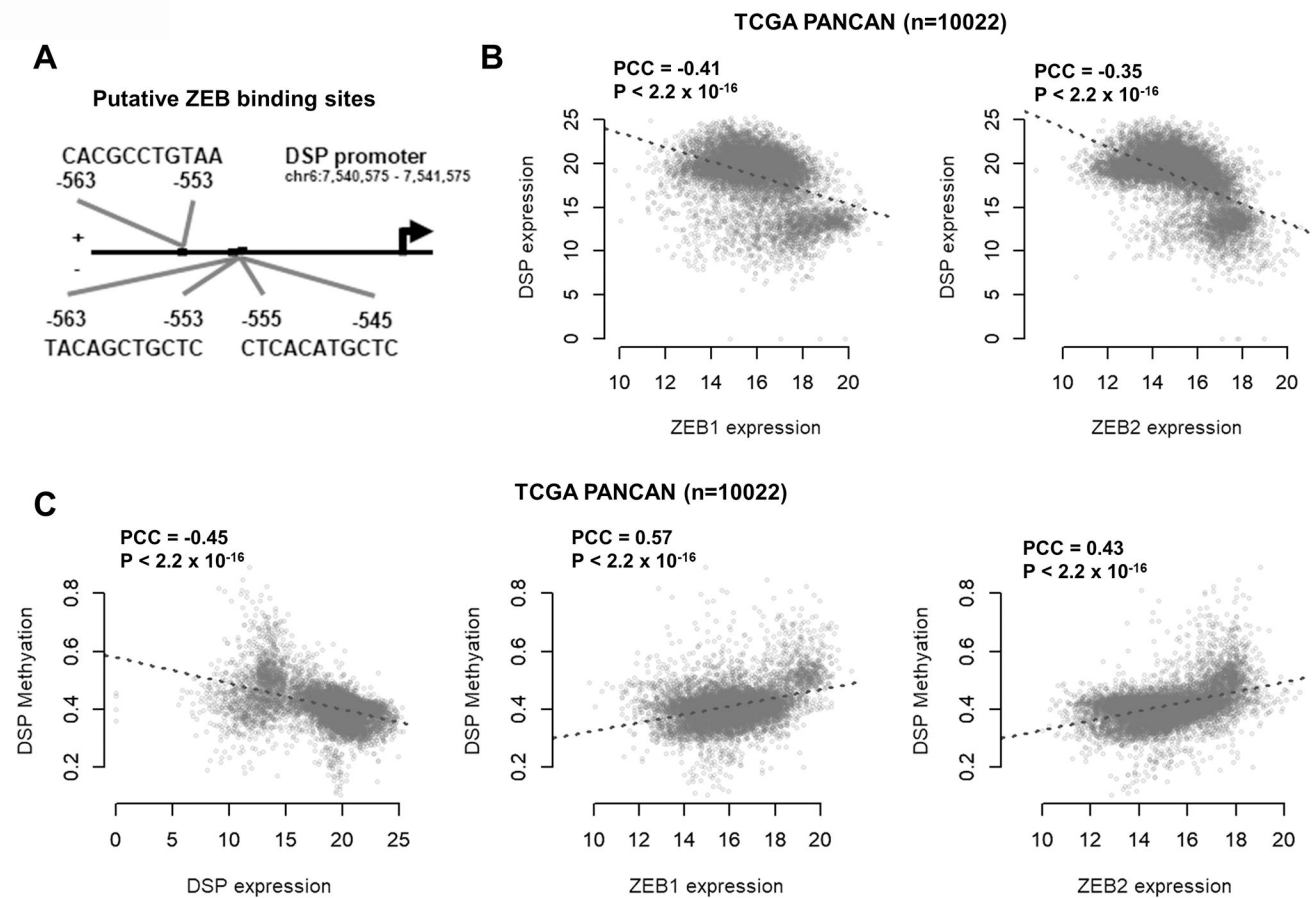 A
Putative ZEB binding sites
CACGCCTGTAA
-563 -553
DSP promoter
chr6:7,540,575 - 7,541,575
+
-
-563 -553 -555 -545
TACAGCTGCTC CTCACATGCTC
B
TCGA PANCAN (n=10022)
PCC = -0.41
P < 2.2 x 10-16
DSP expression
25
20
15
10
5
0
10 12 14 16 18 20
ZEB1 expression
PCC = -0.35
P < 2.2 x 10-16
DSP expression
25
20
15
10
5
0
10 12 14 16 18 20
ZEB2 expression
C
TCGA PANCAN (n=10022)
PCC = -0.45
P < 2.2 x 10-16
DSP Methyation
0.8
0.6
0.4
0.2
0 5 10 15 20 25
DSP expression
PCC = 0.57
P < 2.2 x 10-16
DSP Methyation
0.8
0.6
0.4
0.2
10 12 14 16 18 20
ZEB1 expression
PCC = 0.43
P < 2.2 x 10-16
DSP Methyation
0.8
0.6
0.4
0.2
10 12 14 16 18 20
ZEB2 expression